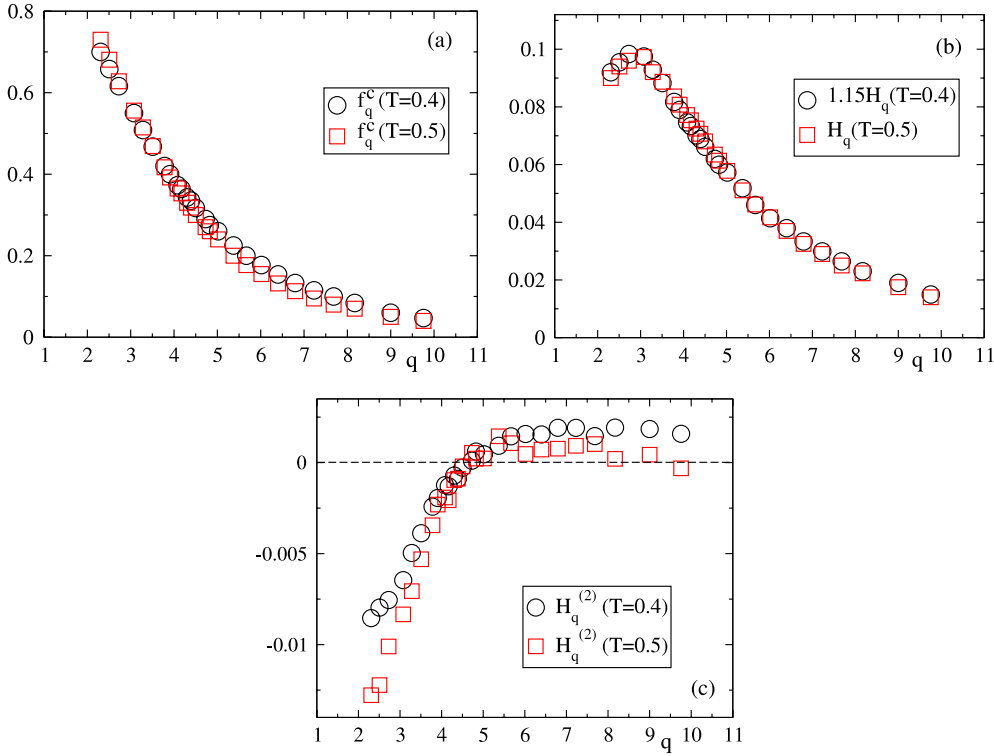 0.8
0.6
0.4
0.2
0
(a)
f_q^c (T=0.4)
f_q^c (T=0.5)
1 2 3 4 5 6 7 8 9 10 11
q
0.1
0.08
0.06
0.04
0.02
0
(b)
1.15H_q (T=0.4)
H_q (T=0.5)
1 2 3 4 5 6 7 8 9 10 11
q
0
-0.005
-0.01
H_q^(2) (T=0.4)
H_q^(2) (T=0.5)
(c)
1 2 3 4 5 6 7 8 9 10 11
q